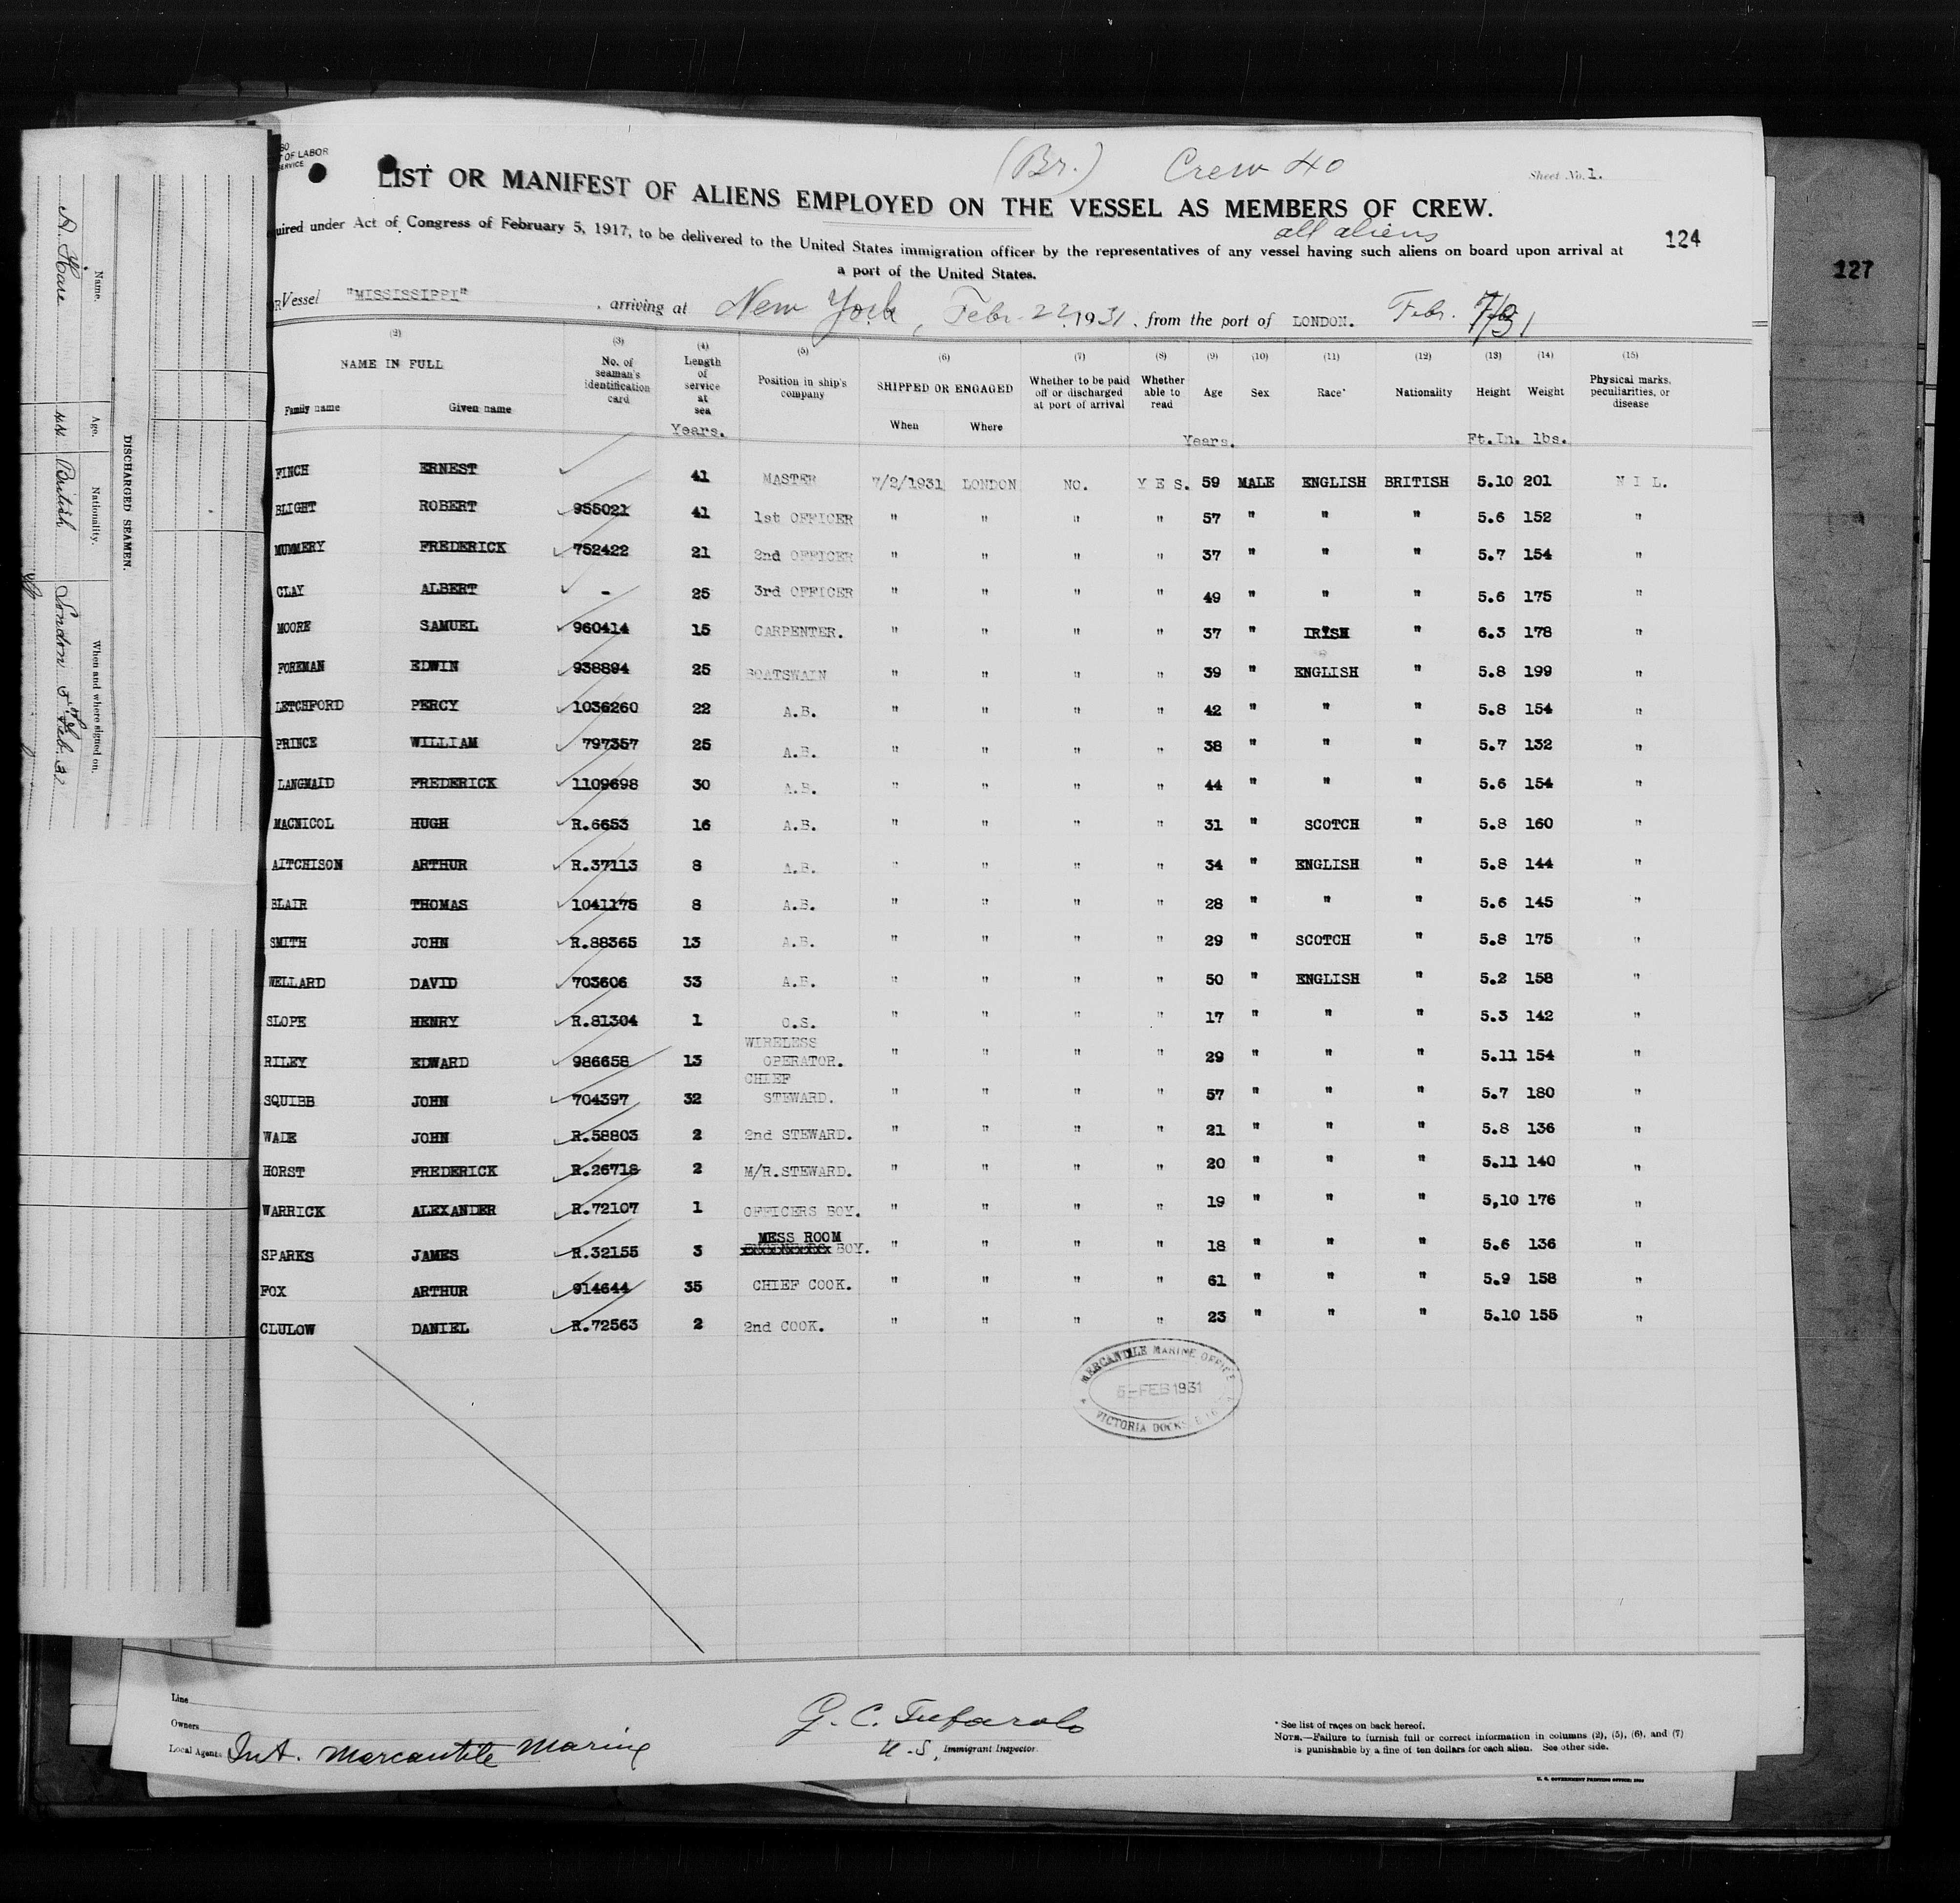 (Br.) Crew 40
Sheet No. 1.
LIST OR MANIFEST OF ALIENS EMPLOYED ON THE VESSEL AS MEMBERS OF CREW.
all aliens
124
127
Act of Congress of February 5, 1917, to be delivered to the United States immigration officer by the representatives of any vessel having such aliens on board upon arrival at
a port of the United States.
Vessel "MISSISSIPPI", arriving at New York, Febr. 22, 1931, from the port of LONDON. Febr. 7/31
(2) (3) (4) (5) (6) (7) (8) (9) (10) (11) (12) (13) (14) (15)
NAME IN FULL
Family name Given name
No. of seaman's identification card
Length of service at sea
Years.
Position in ship's company
SHIPPED OR ENGAGED
When Where
Whether to be paid off or discharged at port of arrival
Whether able to read
Age
Years.
Sex
Race*
Nationality
Height
Weight
Ft.In. lbs.
Physical marks, peculiarities, or disease
FINCH ERNEST 41 MASTER 7/2/1931 LONDON NO. YES. 59 MALE ENGLISH BRITISH 5.10 201 NIL.
BLIGHT ROBERT 955021 41 1st OFFICER " " " " 57 " " " 5.6 152 "
MUMMERY FREDERICK 752422 21 2nd OFFICER " " " " 37 " " " 5.7 154 "
CLAY ALBERT - 25 3rd OFFICER " " " " 49 " " " 5.6 175 "
MOORE SAMUEL 960414 15 CARPENTER. " " " " 37 " IRISH " 6.3 178 "
FOREMAN EDWIN 938894 25 BOATSWAIN " " " " 39 " ENGLISH " 5.8 199 "
LETCHFORD PERCY 1036260 22 A.B. " " " " 42 " " " 5.8 154 "
PRINCE WILLIAM 797357 25 A.B. " " " " 38 " " " 5.7 132 "
LANGMAID FREDERICK 1109698 30 A.B. " " " " 44 " " " 5.6 154 "
MACNICOL HUGH R.6653 16 A.B. " " " " 31 " SCOTCH " 5.8 160 "
AITCHISON ARTHUR R.37113 8 A.B. " " " " 34 " ENGLISH " 5.8 144 "
BLAIR THOMAS 1041175 8 A.B. " " " " 28 " " " 5.6 145 "
SMITH JOHN R.88365 13 A.B. " " " " 29 " SCOTCH " 5.8 175 "
WELLARD DAVID 703606 33 A.B. " " " " 50 " ENGLISH " 5.2 158 "
SLOPE HENRY R.81304 1 O.S. " " " " 17 " " " 5.3 142 "
RILEY EDWARD 986658 13 WIRELESS OPERATOR. " " " " 29 " " " 5.11 154 "
SQUIBB JOHN 704397 32 CHIEF STEWARD. " " " " 57 " " " 5.7 180 "
WADE JOHN R.58803 2 2nd STEWARD. " " " " 21 " " " 5.8 136 "
HORST FREDERICK R.26718 2 M/R.STEWARD. " " " " 20 " " " 5.11 140 "
WARRICK ALEXANDER R.72107 1 OFFICERS BOY. " " " " 19 " " " 5,10 176 "
SPARKS JAMES R.32155 3 MESS ROOM BOY. " " " " 18 " " " 5.6 136 "
FOX ARTHUR 914644 35 CHIEF COOK. " " " " 61 " " " 5.9 158 "
CLULOW DANIEL R.72563 2 2nd COOK. " " " " 23 " " " 5.10 155 "
MERCANTILE MARINE OFFICE
5-FEB 1931
VICTORIA DOCKS
Line
Owners
Local Agents Int. Mercantile Marine
G. C. Tufarolo
U.S. Immigrant Inspector.
* See list of races on back hereof.
NOTE.—Failure to furnish full or correct information in columns (2), (5), (6), and (7)
is punishable by a fine of ten dollars for each alien. See other side.
DISCHARGED SEAMEN.
Name. Age. Nationality. When and where signed on.
A. Hare British London Feb. 31